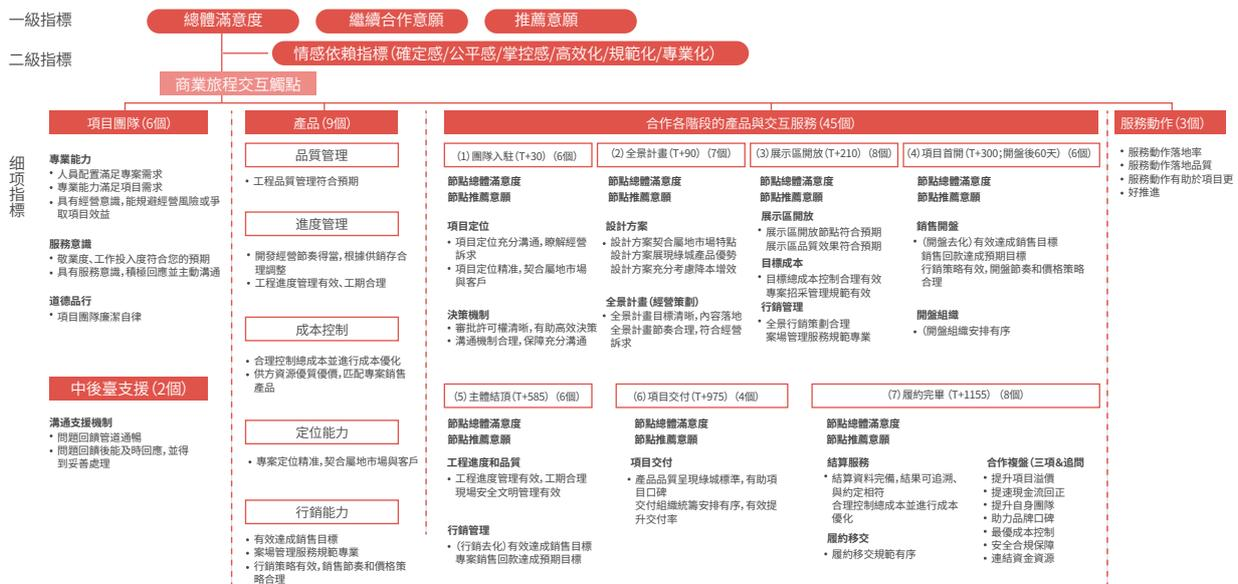 一級指標
總體滿意度
繼續合作意願
推薦意願
二級指標
情感依賴指標(確定感/公平感/掌控感/高效化/規範化/專業化)
商業旅程交互觸點
细项指標
項目團隊(6個)
專業能力
• 人員配置滿足專案需求
• 專業能力滿足項目需求
• 具有經營意識,能規避經營風險或爭
取項目效益
服務意識
• 敬業度、工作投入度符合您的預期
• 具有服務意識,積極回應並主動溝通
道德品行
• 項目團隊廉潔自律
中後臺支援(2個)
溝通支援機制
• 問題回饋管道通暢
• 問題回饋後能及時回應,並得
到妥善處理
產品(9個)
品質管理
• 工程品質管理符合預期
進度管理
• 開發經營節奏得當,根據供銷存合
理調整
• 工程進度管理有效、工期合理
成本控制
• 合理控制總成本並進行成本優化
• 供方資源優質優價,匹配專案銷售
產品
定位能力
• 專案定位精准,契合屬地市場與客戶
行銷能力
• 有效達成銷售目標
• 案場管理服務規範專業
• 行銷策略有效,銷售節奏和價格策
略合理
合作各階段的產品與交互服務(45個)
(1)團隊入駐(T+30)(6個)
節點總體滿意度
節點推薦意願
項目定位
• 項目定位充分溝通,瞭解經營
訴求
• 項目定位精准,契合屬地市場
與客戶
決策機制
• 審批許可權清晰,有助高效決策
• 溝通機制合理,保障充分溝通
(2)全景計畫(T+90)(7個)
節點總體滿意度
節點推薦意願
設計方案
• 設計方案契合屬地市場特點
設計方案展現綠城產品優勢
設計方案充分考慮降本增效
全景計畫(經營策劃)
• 全景計畫目標清晰,內容落地
全景計畫節奏合理,符合經營
訴求
(3)展示區開放(T+210)(8個)
節點總體滿意度
節點推薦意願
展示區開放
• 展示區開放節點符合預期
展示區品質效果符合預期
目標成本
• 目標總成本控制合理有效
專案招采管理規範有效
行銷管理
• 全景行銷策劃合理
案場管理服務規範專業
(4)項目首開(T+300;開盤後60天)(6個)
節點總體滿意度
節點推薦意願
銷售開盤
• (開盤去化)有效達成銷售目標
銷售回款達成預期目標
行銷策略有效,開盤節奏和價格策略
合理
開盤組織
• (開盤組織安排有序
(5)主體結頂(T+585)(6個)
節點總體滿意度
節點推薦意願
工程進度和品質
• 工程進度管理有效,工期合理
現場安全文明管理有效
行銷管理
• (行銷去化)有效達成銷售目標
專案銷售回款達成預期目標
(6)項目交付(T+975)(4個)
節點總體滿意度
節點推薦意願
項目交付
• 產品品質呈現綠城標準,有助項
目口碑
交付組織統籌安排有序,有效提
升交付率
(7)履約完畢(T+1155)(8個)
節點總體滿意度
節點推薦意願
結算服務
• 結算資料完備,結果可追溯、
與約定相符
合理控制總成本並進行成本
優化
履約移交
• 履約移交規範有序
合作複盤(三項&追問
• 提升項目溢價
• 提速現金流回正
• 提升自身團隊
• 助力品牌口碑
• 最優成本控制
• 安全合規保障
• 連結資金資源
服務動作(3個)
• 服務動作落地率
• 服務動作落地品質
• 服務動作有助於項目更
• 好推進